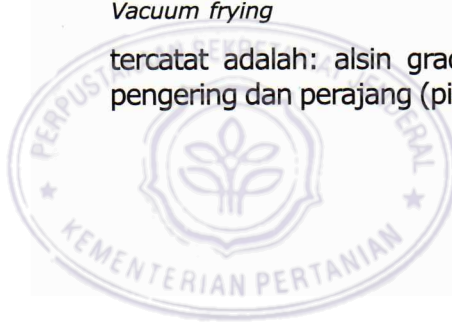 Vacuum frying
tercatat adalah: alsin grad
pengering dan perajang (pi
PERPUSTAKAAN SEKRETARIAT JENDERAL
KEMENTERIAN PERTANIAN